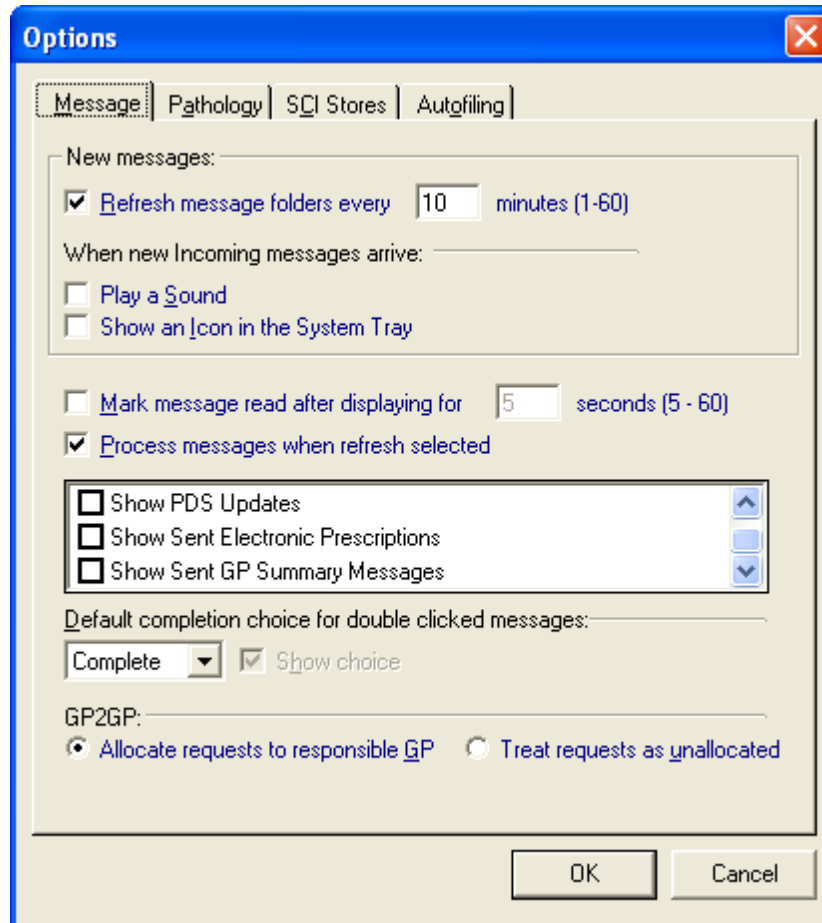 Options
Message Pathology SCI Stores Autofiling
New messages:
Refresh message folders every 10 minutes (1-60)
When new Incoming messages arrive:
Play a Sound
Show an Icon in the System Tray
Mark message read after displaying for 5 seconds (5 - 60)
Process messages when refresh selected
Show PDS Updates
Show Sent Electronic Prescriptions
Show Sent GP Summary Messages
Default completion choice for double clicked messages:
Complete Show choice
GP2GP:
Allocate requests to responsible GP Treat requests as unallocated
OK Cancel